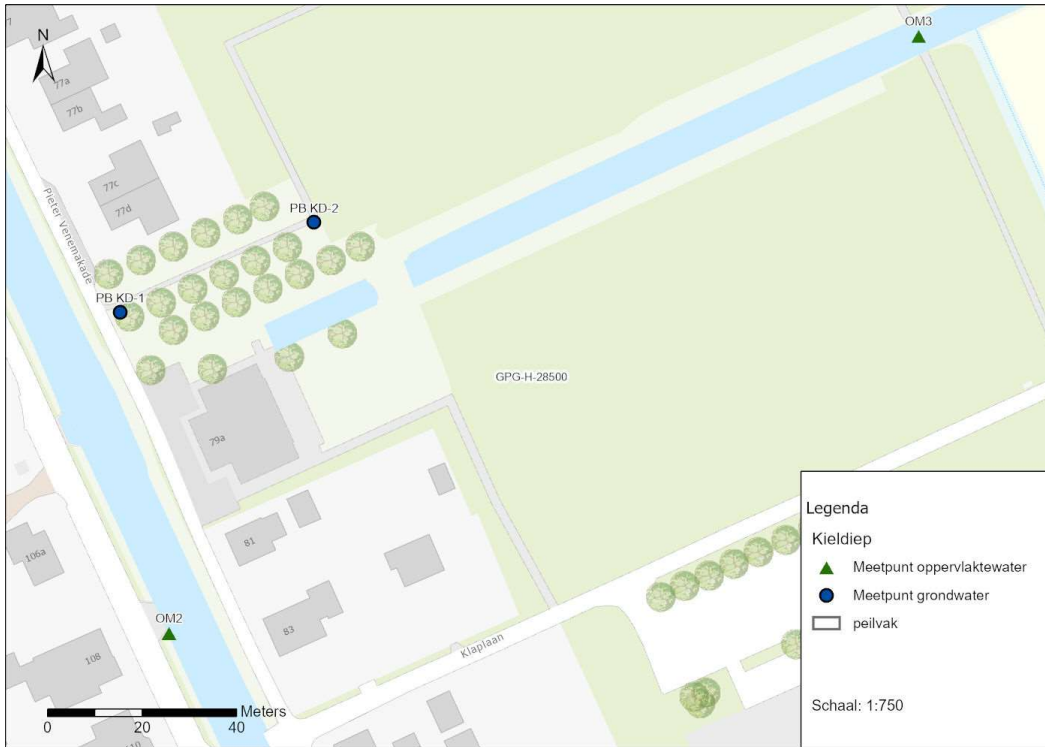 OM3
N
77a
77b
77c
77d
PB KD-2
Pieter Venemakade
PB KD-1
GPG-H-28500
79a
81
106a
OM2
83
108
Klaplaan
Meters
0 20 40
Legenda
Kieldiep
Meetpunt oppervlaktewater
Meetpunt grondwater
peilvak
Schaal: 1:750